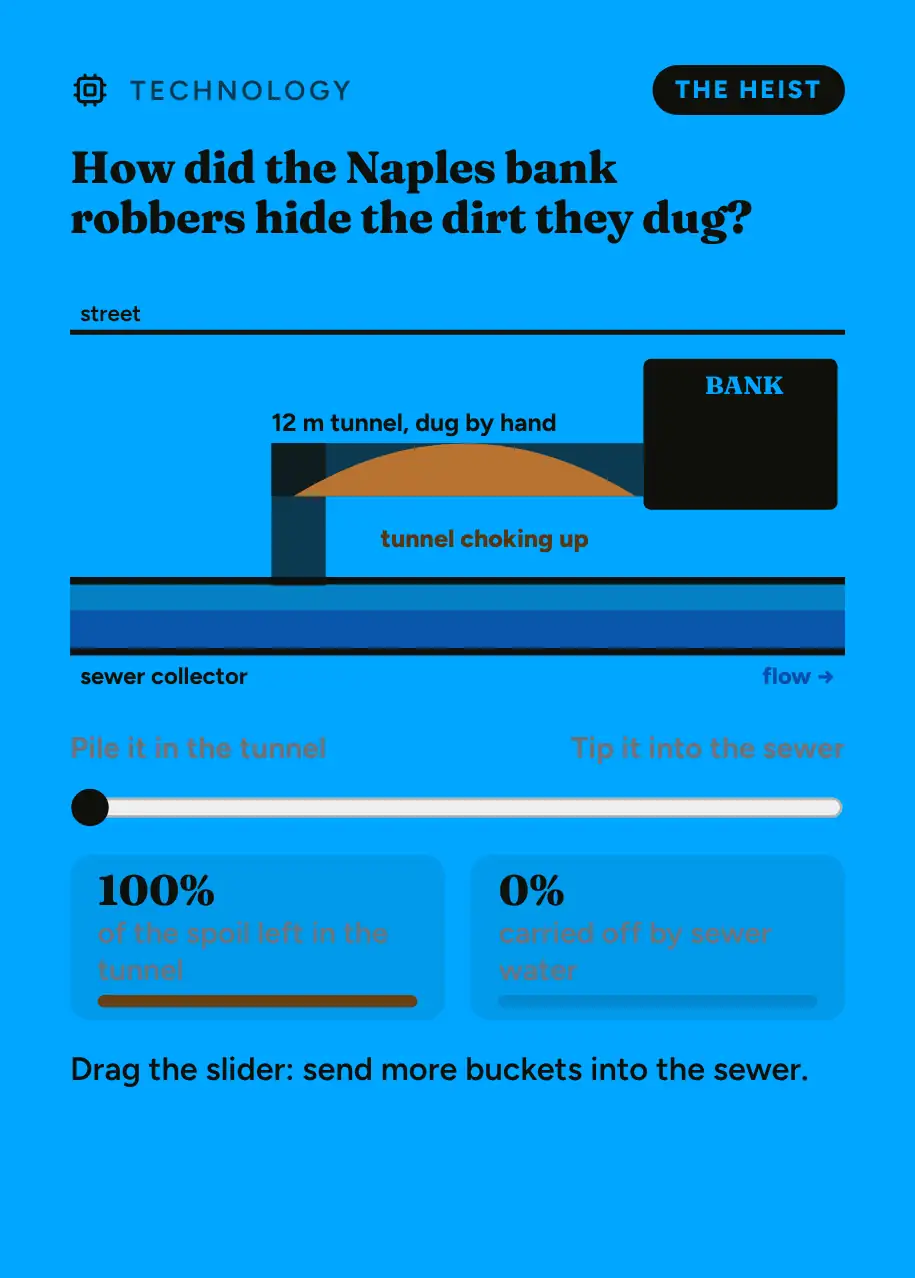 TECHNOLOGY
THE HEIST
How did the Naples bank
robbers hide the dirt they dug?
street
BANK
12 m tunnel, dug by hand
tunnel choking up
sewer collector
flow →
Pile it in the tunnel
Tip it into the sewer
100%
of the spoil left in the
tunnel
0%
carried off by sewer
water
Drag the slider: send more buckets into the sewer.